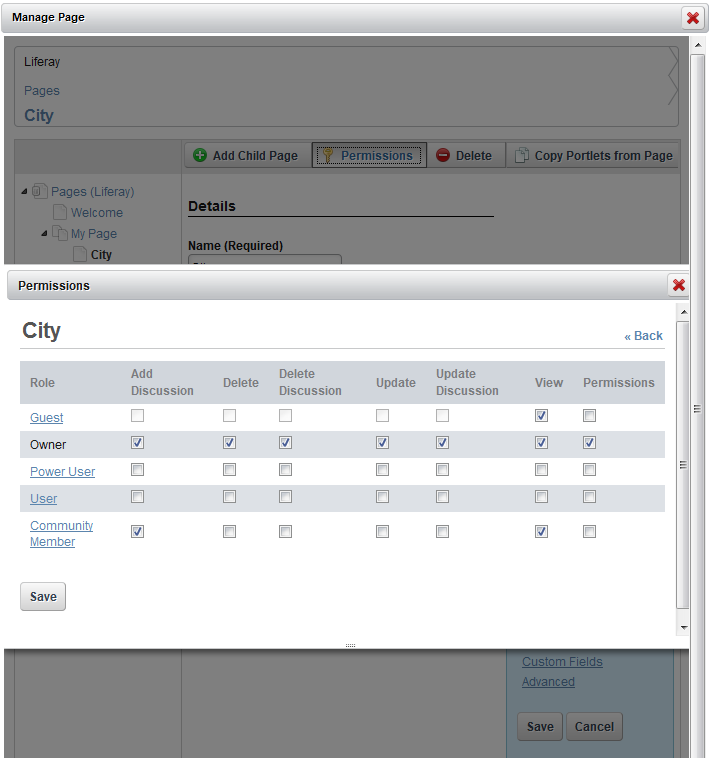 Manage Page
Liferay
Pages
City
Add Child Page Permissions Delete Copy Portlets from Page
Pages (Liferay)
Welcome
My Page
City
Details
Name (Required)
Permissions
City
« Back
Role Add Discussion Delete Delete Discussion Update Update Discussion View Permissions
Guest
Owner
Power User
User
Community
Member
Save
Custom Fields
Advanced
Save Cancel